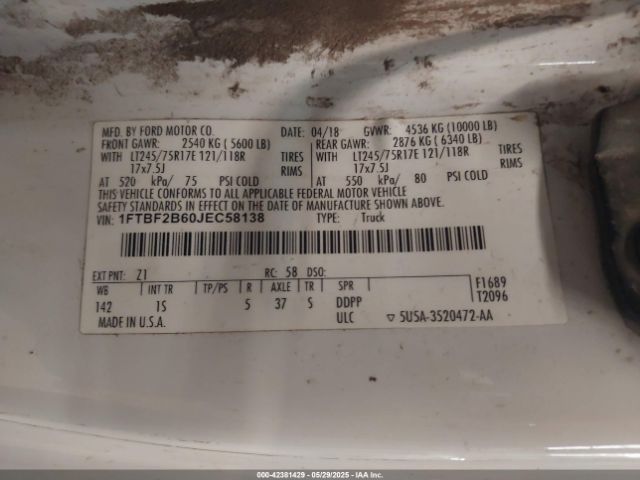 MFD. BY FORD MOTOR CO. DATE: 04/18 GVWR: 4536 KG (10000 LB)
FRONT GAWR: 2540 KG ( 5600 LB) REAR GAWR: 2876 KG ( 6340 LB)
WITH LT245/75R17E 121/118R TIRES WITH LT245/75R17E 121/118R TIRES
17x7.5J RIMS 17x7.5J RIMS
AT 520 kPa/ 75 PSI COLD AT 550 kPa/ 80 PSI COLD
THIS VEHICLE CONFORMS TO ALL APPLICABLE FEDERAL MOTOR VEHICLE
SAFETY STANDARDS IN EFFECT ON THE DATE OF MANUFACTURE SHOWN ABOVE.
VIN: 1FTBF2B60JEC58138 TYPE: Truck
EXT PNT: Z1 RC: 58 DSO:
WB INT TR TP/PS R AXLE TR SPR F1689
142 1S 5 37 S DDPP T2096
MADE IN U.S.A. ULC ▽ 5U5A-3520472-AA
000-42381429 - 05/29/2025 - IAA, Inc.